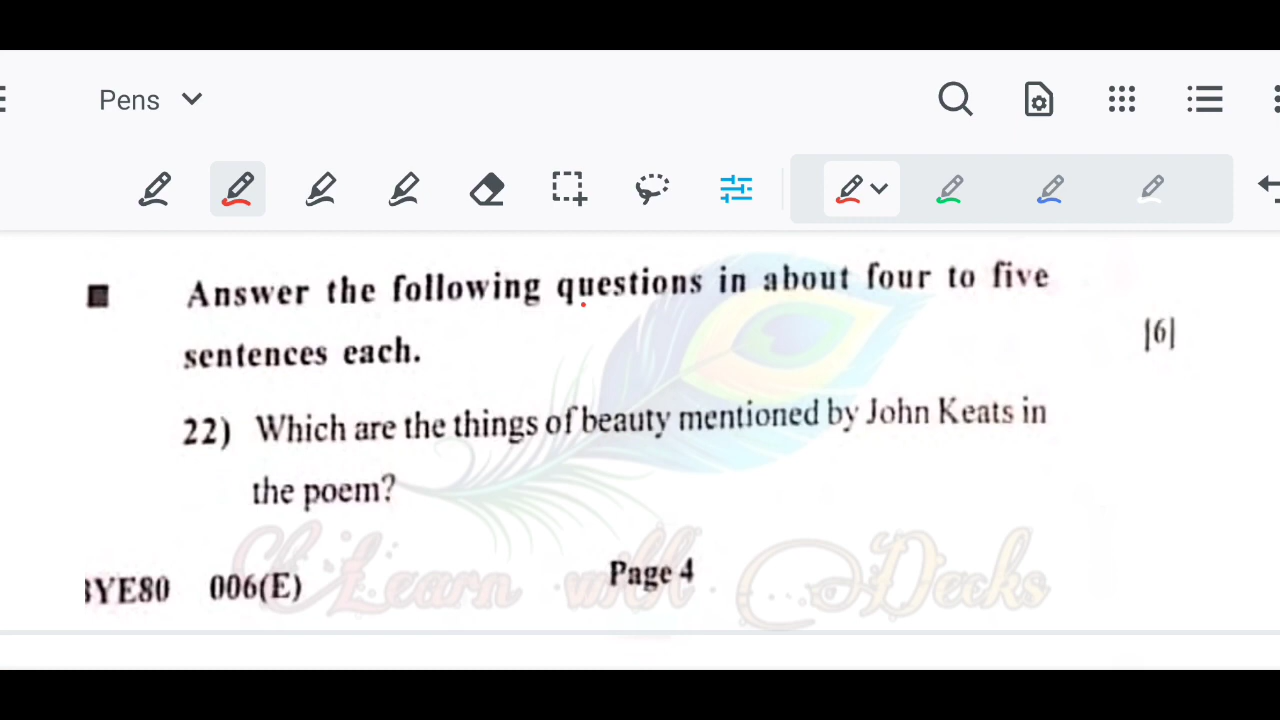 Pens
Answer the following questions in about four to five
[6]
sentences each.
22) Which are the things of beauty mentioned by John Keats in
the poem?
Learn with Deeks
YE80 006(E) Page 4